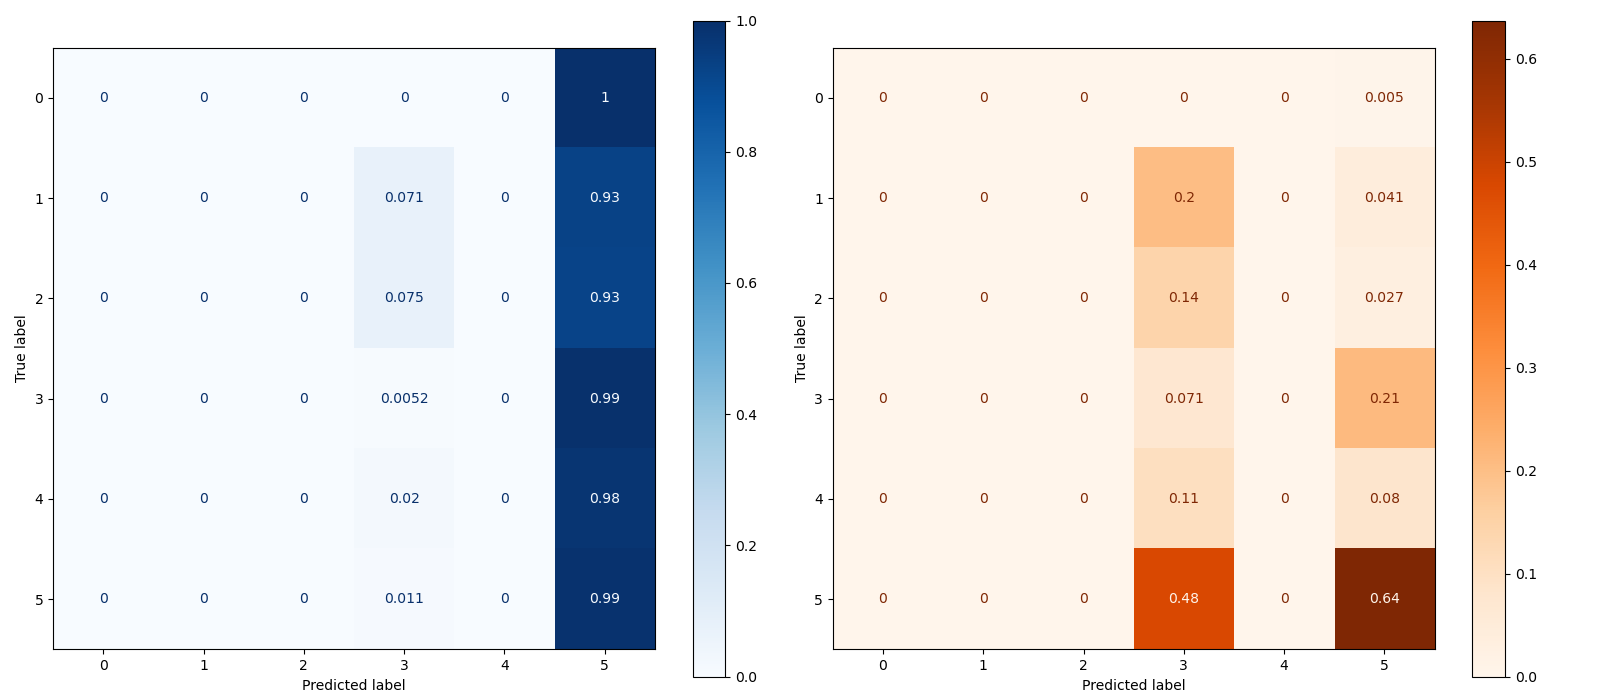 0 0 0 0 0 0 1
1 0 0 0 0.071 0 0.93
2 0 0 0 0.075 0 0.93
3 0 0 0 0.0052 0 0.99
4 0 0 0 0.02 0 0.98
5 0 0 0 0.011 0 0.99
0 1 2 3 4 5
True label
Predicted label
1.0
0.8
0.6
0.4
0.2
0.0
0 0 0 0 0 0 0.005
1 0 0 0 0.2 0 0.041
2 0 0 0 0.14 0 0.027
3 0 0 0 0.071 0 0.21
4 0 0 0 0.11 0 0.08
5 0 0 0 0.48 0 0.64
0 1 2 3 4 5
True label
Predicted label
0.6
0.5
0.4
0.3
0.2
0.1
0.0